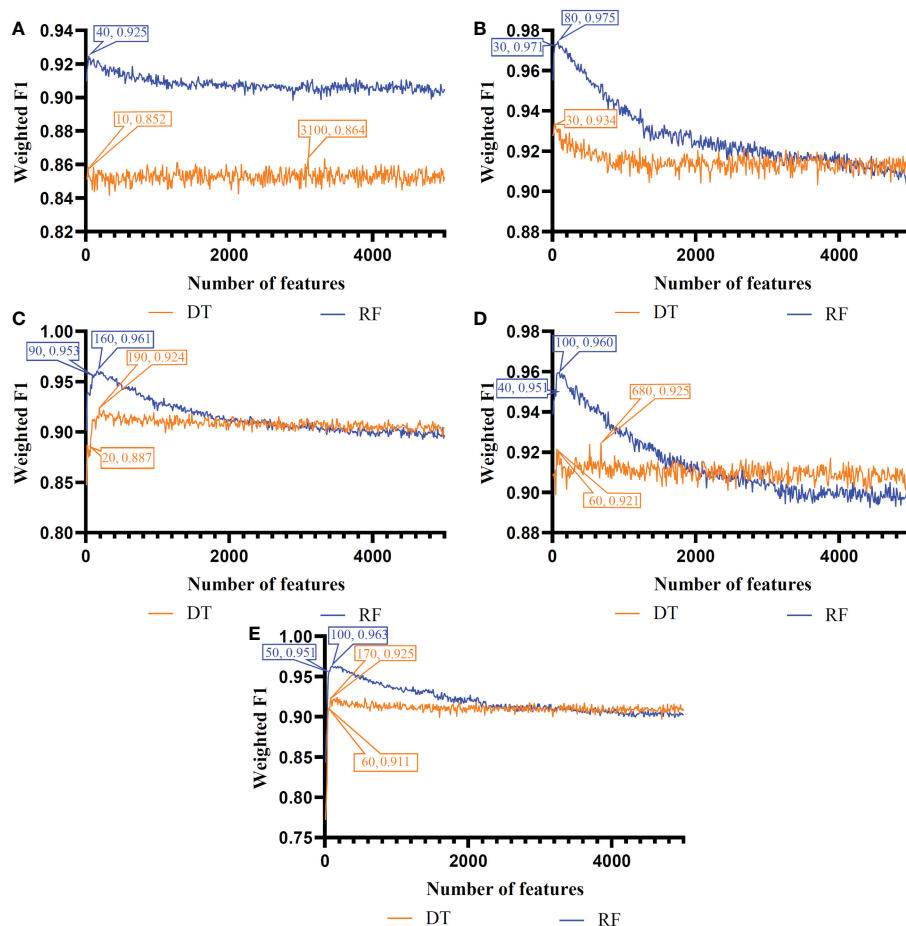 A
Weighted F1
0.94
0.92
0.90
0.88
0.86
0.84
0.82
40, 0.925
10, 0.852
3100, 0.864
0
2000
4000
Number of features
DT
RF
B
Weighted F1
0.98
0.96
0.94
0.92
0.90
0.88
80, 0.975
30, 0.971
30, 0.934
0
2000
4000
Number of features
DT
RF
C
Weighted F1
1.00
0.95
0.90
0.85
0.80
160, 0.961
90, 0.953
190, 0.924
20, 0.887
0
2000
4000
Number of features
DT
RF
D
Weighted F1
0.98
0.96
0.94
0.92
0.90
0.88
100, 0.960
40, 0.951
680, 0.925
60, 0.921
0
2000
4000
Number of features
DT
RF
E
Weighted F1
1.00
0.95
0.90
0.85
0.80
0.75
100, 0.963
50, 0.951
170, 0.925
60, 0.911
0
2000
4000
Number of features
DT
RF